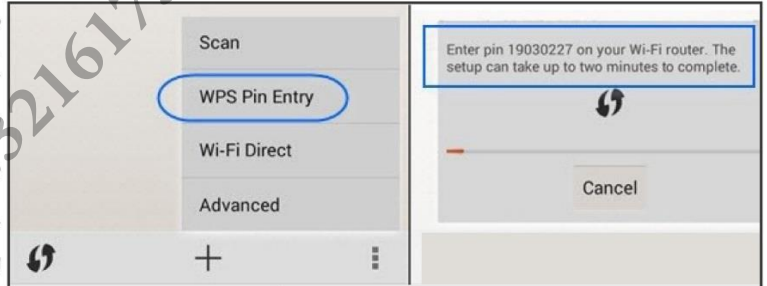 Scan
WPS Pin Entry
Wi-Fi Direct
Advanced
Enter pin 19030227 on your Wi-Fi router. The
setup can take up to two minutes to complete.
Cancel